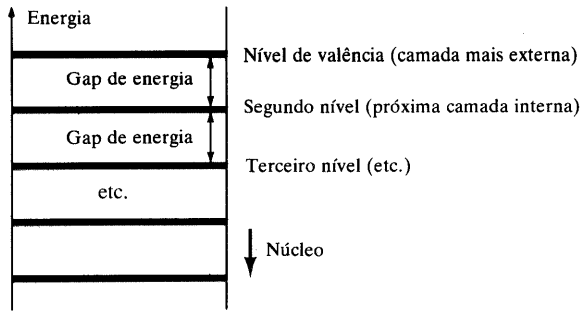 Energia
Nível de valência (camada mais externa)
Gap de energia
Segundo nível (próxima camada interna)
Gap de energia
Terceiro nível (etc.)
etc.
Núcleo